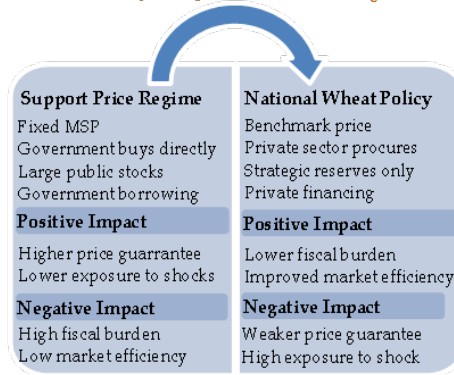 Support Price Regime
Fixed MSP
Government buys directly
Large public stocks
Government borrowing
Positive Impact
Higher price guarrantee
Lower exposure to shocks
Negative Impact
High fiscal burden
Low market efficiency
National Wheat Policy
Benchmark price
Private sector procures
Strategic reserves only
Private financing
Positive Impact
Lower fiscal burden
Improved market efficiency
Negative Impact
Weaker price guarantee
High exposure to shock